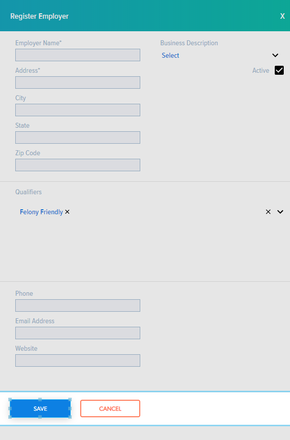 Register Employer X
Employer Name* Business Description
Select
Address* Active
City
State
Zip Code
Qualifiers
Felony Friendly ✕ ✕
Phone
Email Address
Website
SAVE CANCEL